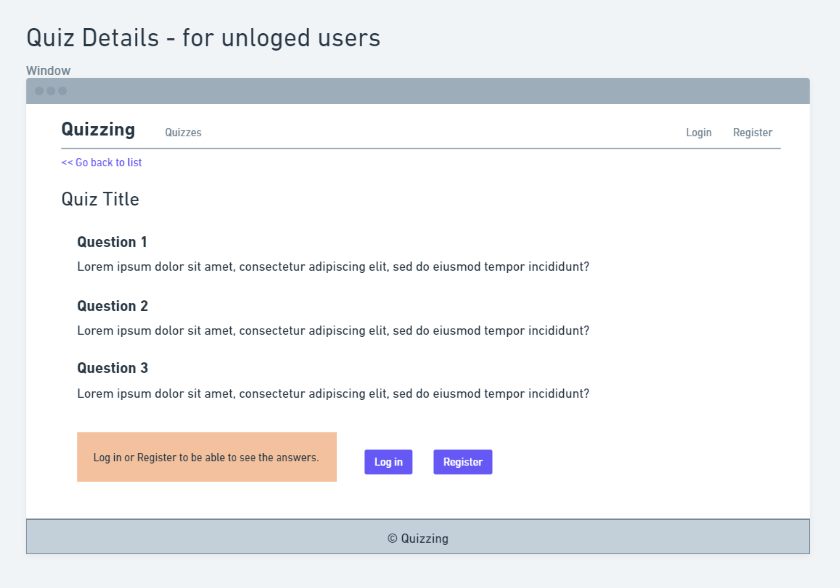 Quiz Details - for unloged users
Window
Quizzing Quizzes Login Register
<< Go back to list
Quiz Title
Question 1
Lorem ipsum dolor sit amet, consectetur adipiscing elit, sed do eiusmod tempor incididunt?
Question 2
Lorem ipsum dolor sit amet, consectetur adipiscing elit, sed do eiusmod tempor incididunt?
Question 3
Lorem ipsum dolor sit amet, consectetur adipiscing elit, sed do eiusmod tempor incididunt?
Log in or Register to be able to see the answers. Log in Register
© Quizzing